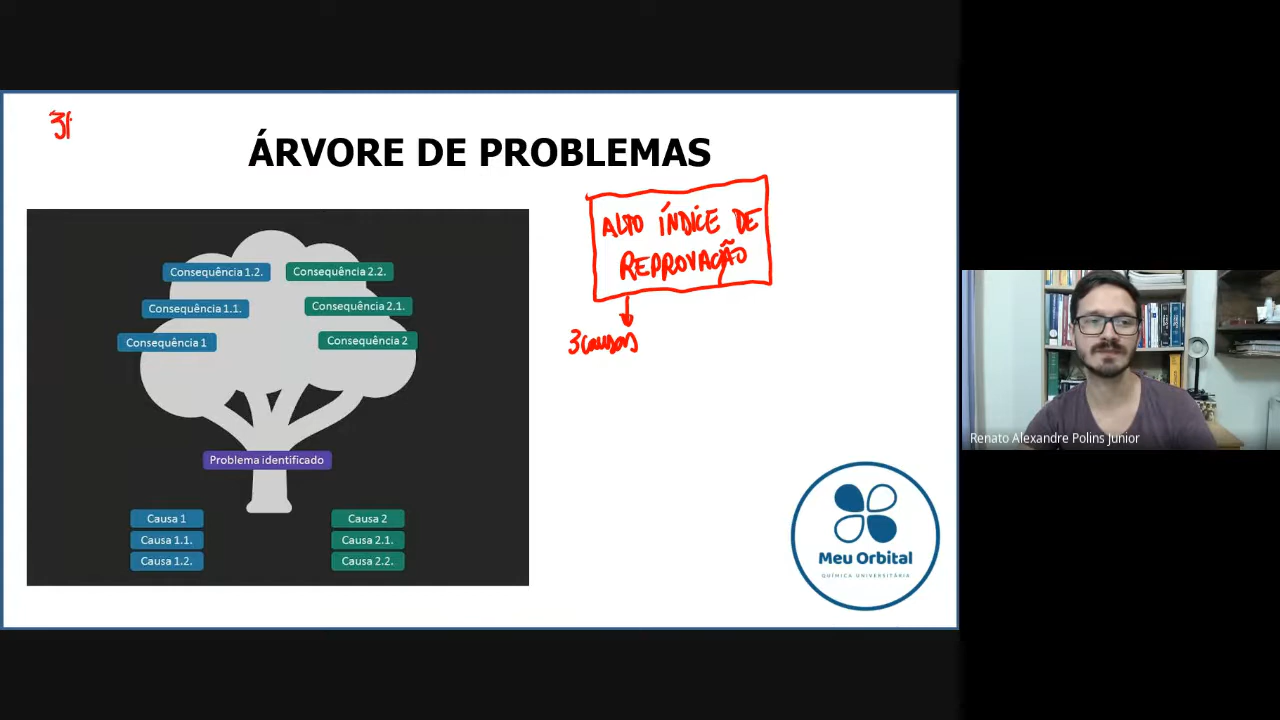 ÁRVORE DE PROBLEMAS
ALTO ÍNDICE DE
REPROVAÇÃO
3 causas
Consequência 1.2.
Consequência 2.2.
Consequência 1.1.
Consequência 2.1.
Consequência 1
Consequência 2
Problema identificado
Causa 1
Causa 2
Causa 1.1.
Causa 2.1.
Causa 1.2.
Causa 2.2.
Meu Orbital
QUÍMICA UNIVERSITÁRIA
Renato Alexandre Polins Junior